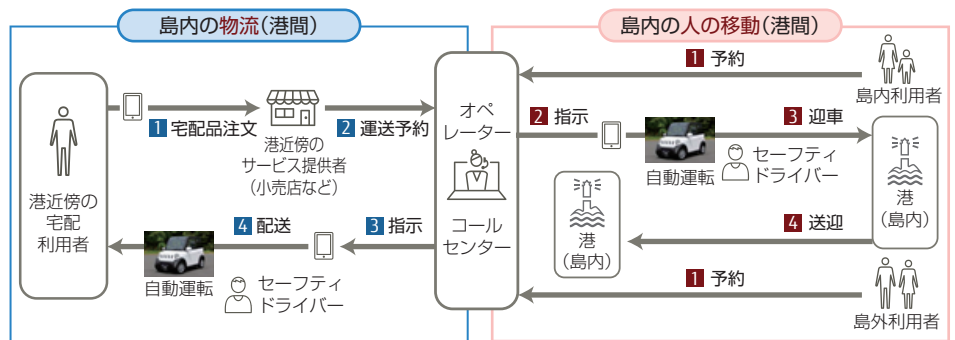 島内の物流(港間)
港近傍の
宅配
利用者
1 宅配品注文
港近傍の
サービス提供者
(小売店など)
2 運送予約
オペ
レーター
コール
センター
3 指示
セーフティ
ドライバー
4 配送
自動運転
島内の人の移動(港間)
1 予約
島内利用者
2 指示
自動運転
セーフティ
ドライバー
3 迎車
港
(島内)
4 送迎
港
(島内)
1 予約
島外利用者